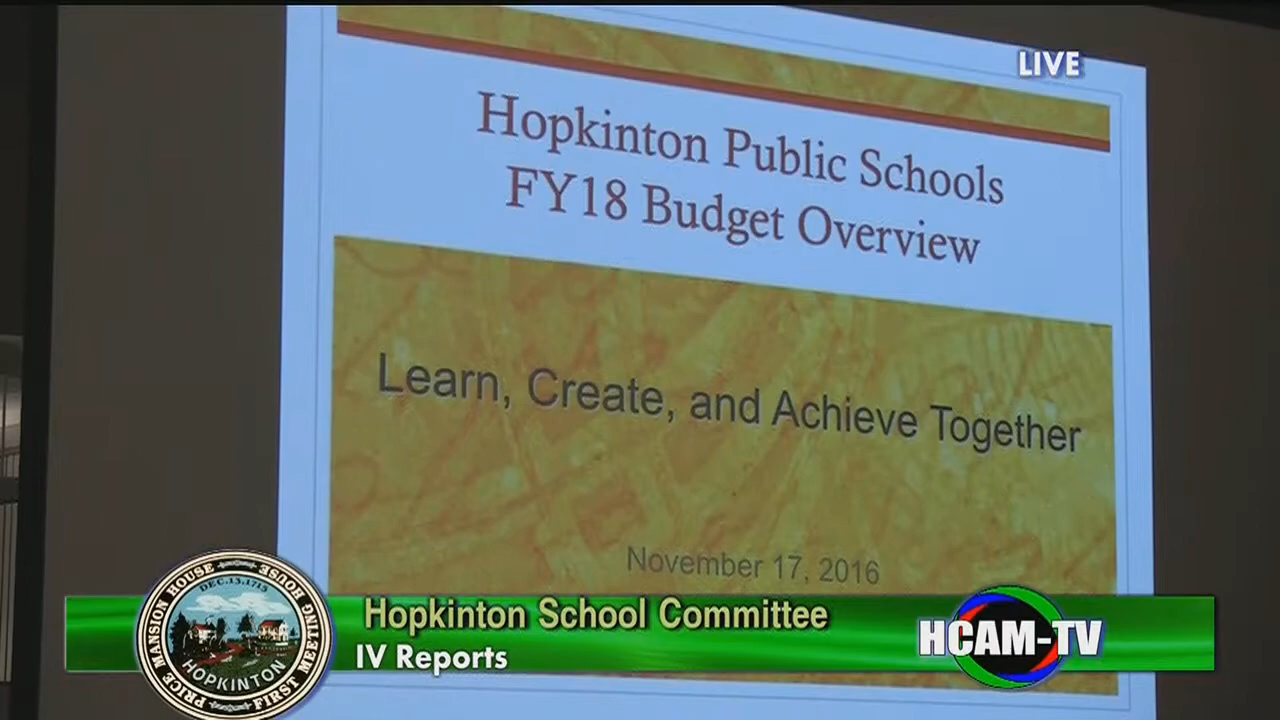 LIVE
Hopkinton Public Schools
FY18 Budget Overview
Learn, Create, and Achieve Together
November 17, 2016
Hopkinton School Committee
IV Reports
HCAM-TV
PRICE MANSION HOUSE
FIRST MEETING HOUSE
DEC.13.1715
HOPKINTON